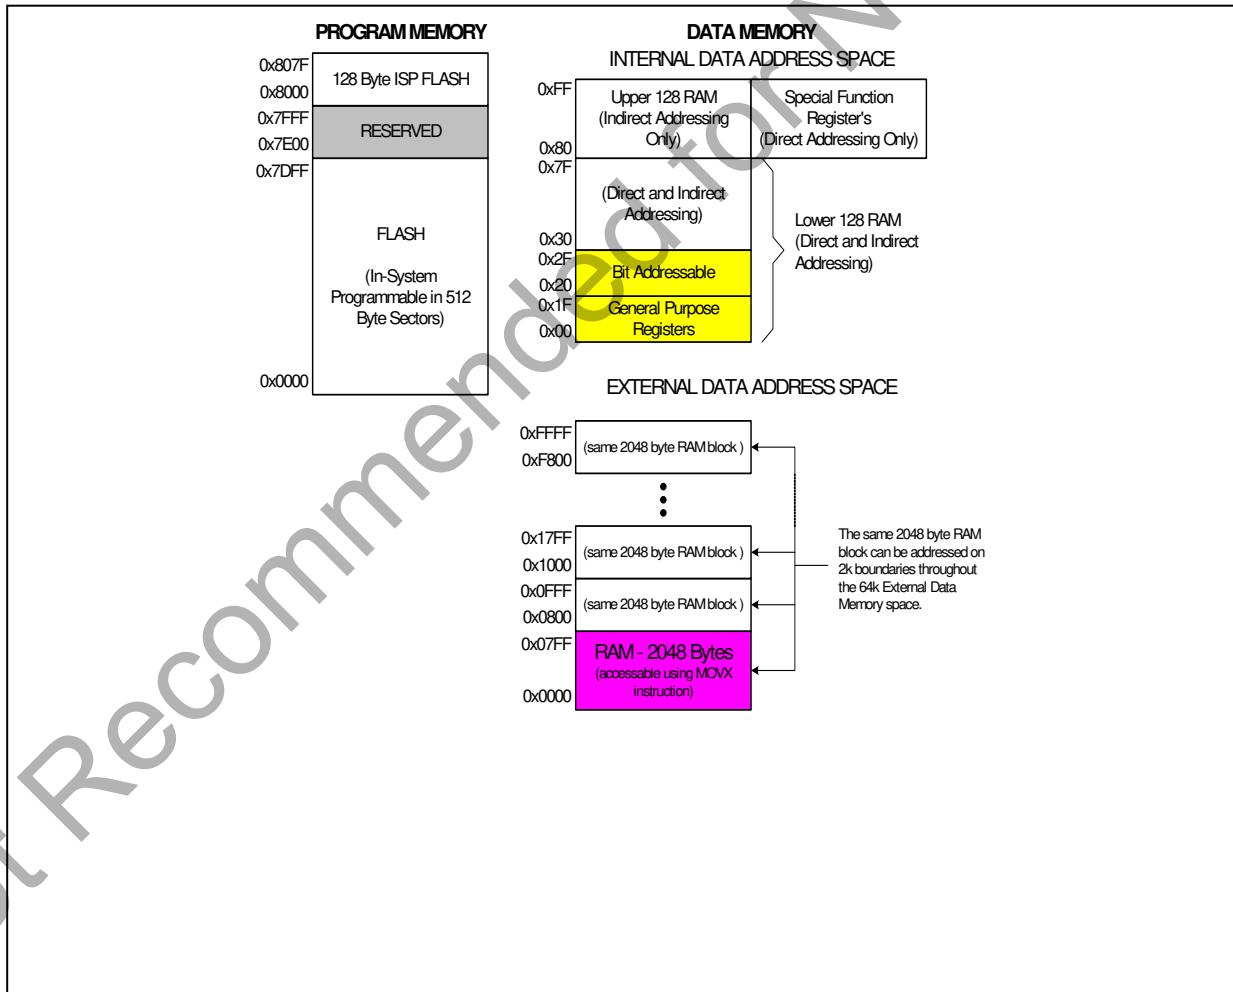 PROGRAM MEMORY
0x807F
0x8000
128 Byte ISP FLASH
0x7FFF
0x7E00
RESERVED
0x7DFF
FLASH
(In-System
Programmable in 512
Byte Sectors)
0x0000
DATA MEMORY
INTERNAL DATA ADDRESS SPACE
0xFF
Upper 128 RAM
(Indirect Addressing
Only)
0x80
Special Function
Register's
(Direct Addressing Only)
0x7F
(Direct and Indirect
Addressing)
0x30
0x2F
Bit Addressable
0x20
0x1F
General Purpose
Registers
0x00
Lower 128 RAM
(Direct and Indirect
Addressing)
EXTERNAL DATA ADDRESS SPACE
0xFFFF
(same 2048 byte RAM block )
0xF800
0x17FF
(same 2048 byte RAM block )
0x1000
0x0FFF
(same 2048 byte RAM block )
0x0800
0x07FF
RAM - 2048 Bytes
(accessable using MOVX
instruction)
0x0000
The same 2048 byte RAM
block can be addressed on
2k boundaries throughout
the 64k External Data
Memory space.
Recommended for